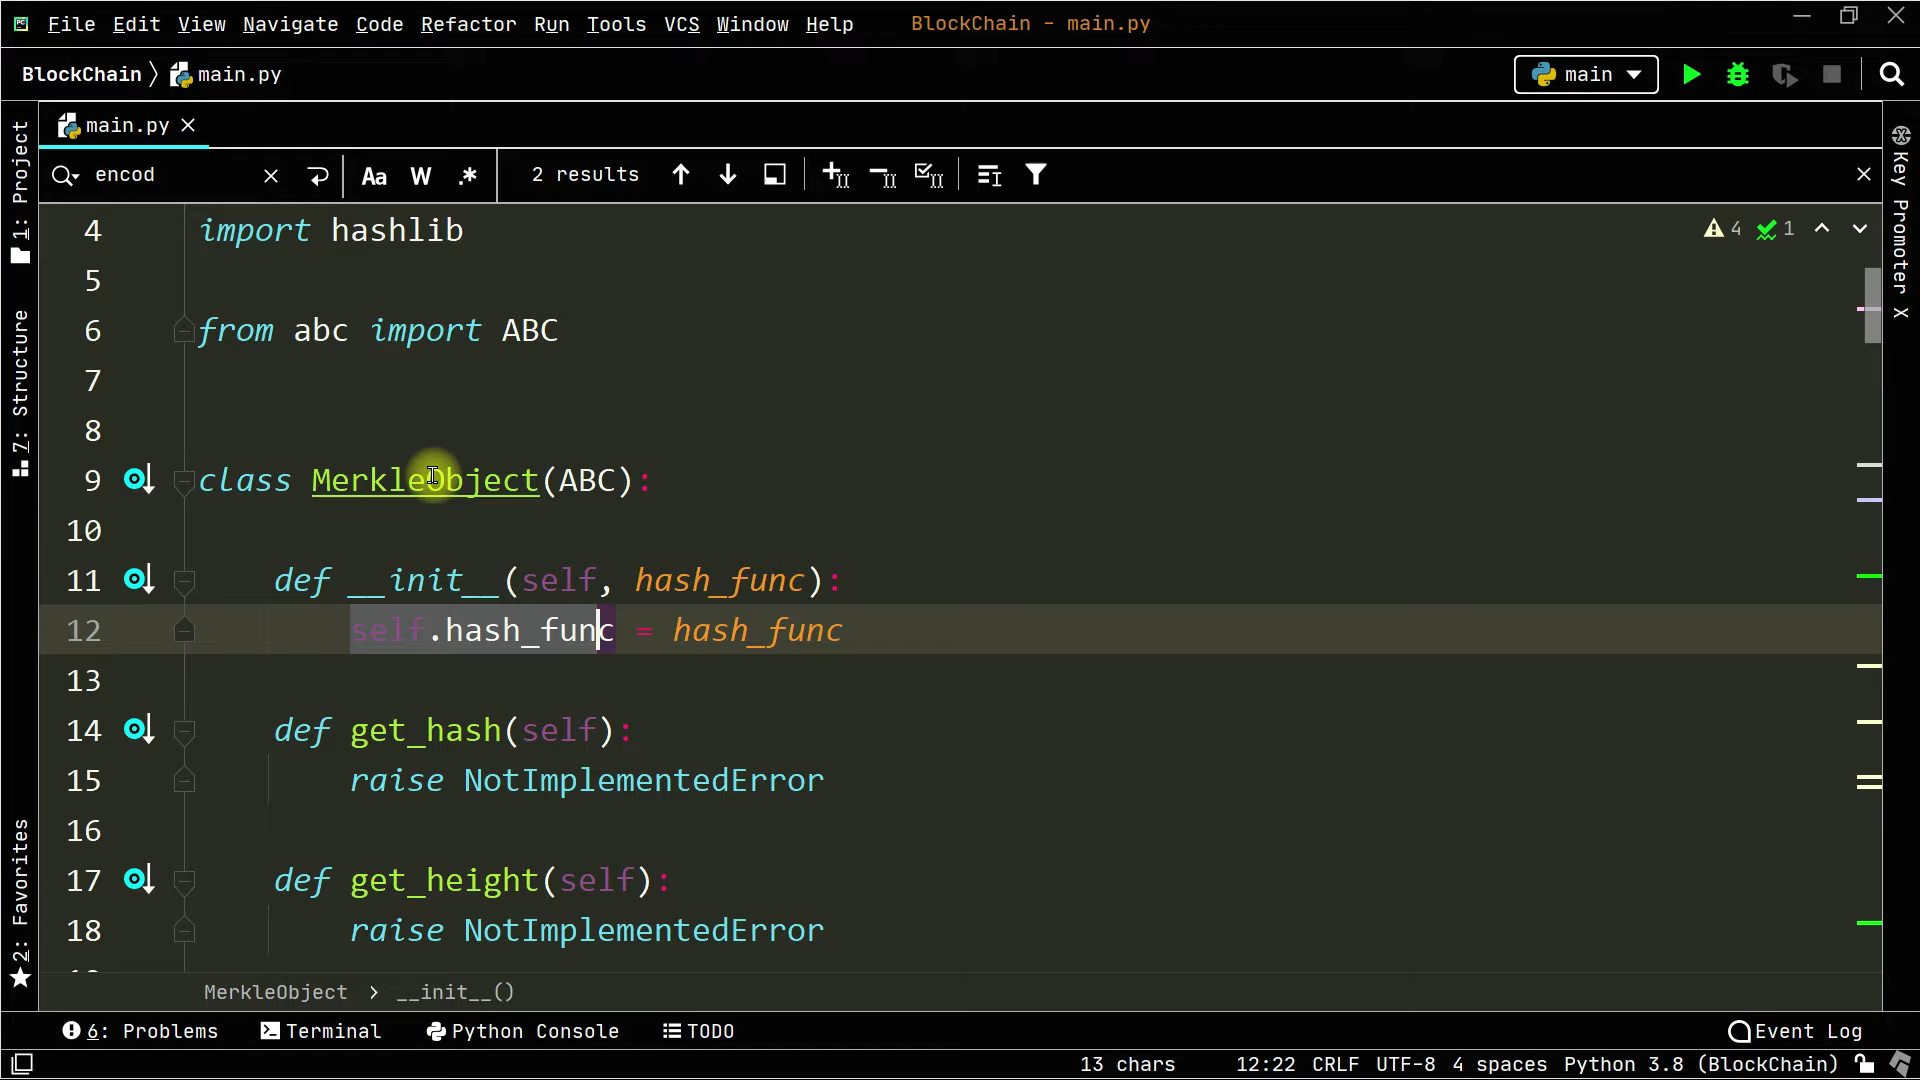 File Edit View Navigate Code Refactor Run Tools VCS Window Help BlockChain - main.py
BlockChain main.py main
1: Project
7: Structure
2: Favorites
main.py
encod Aa W .* 2 results
Key Promoter X
4 1
4 import hashlib
5
6 from abc import ABC
7
8
9 class MerkleObject(ABC):
10
11 def __init__(self, hash_func):
12 self.hash_func = hash_func
13
14 def get_hash(self):
15 raise NotImplementedError
16
17 def get_height(self):
18 raise NotImplementedError
MerkleObject > __init__()
6: Problems Terminal Python Console TODO Event Log
13 chars 12:22 CRLF UTF-8 4 spaces Python 3.8 (BlockChain)